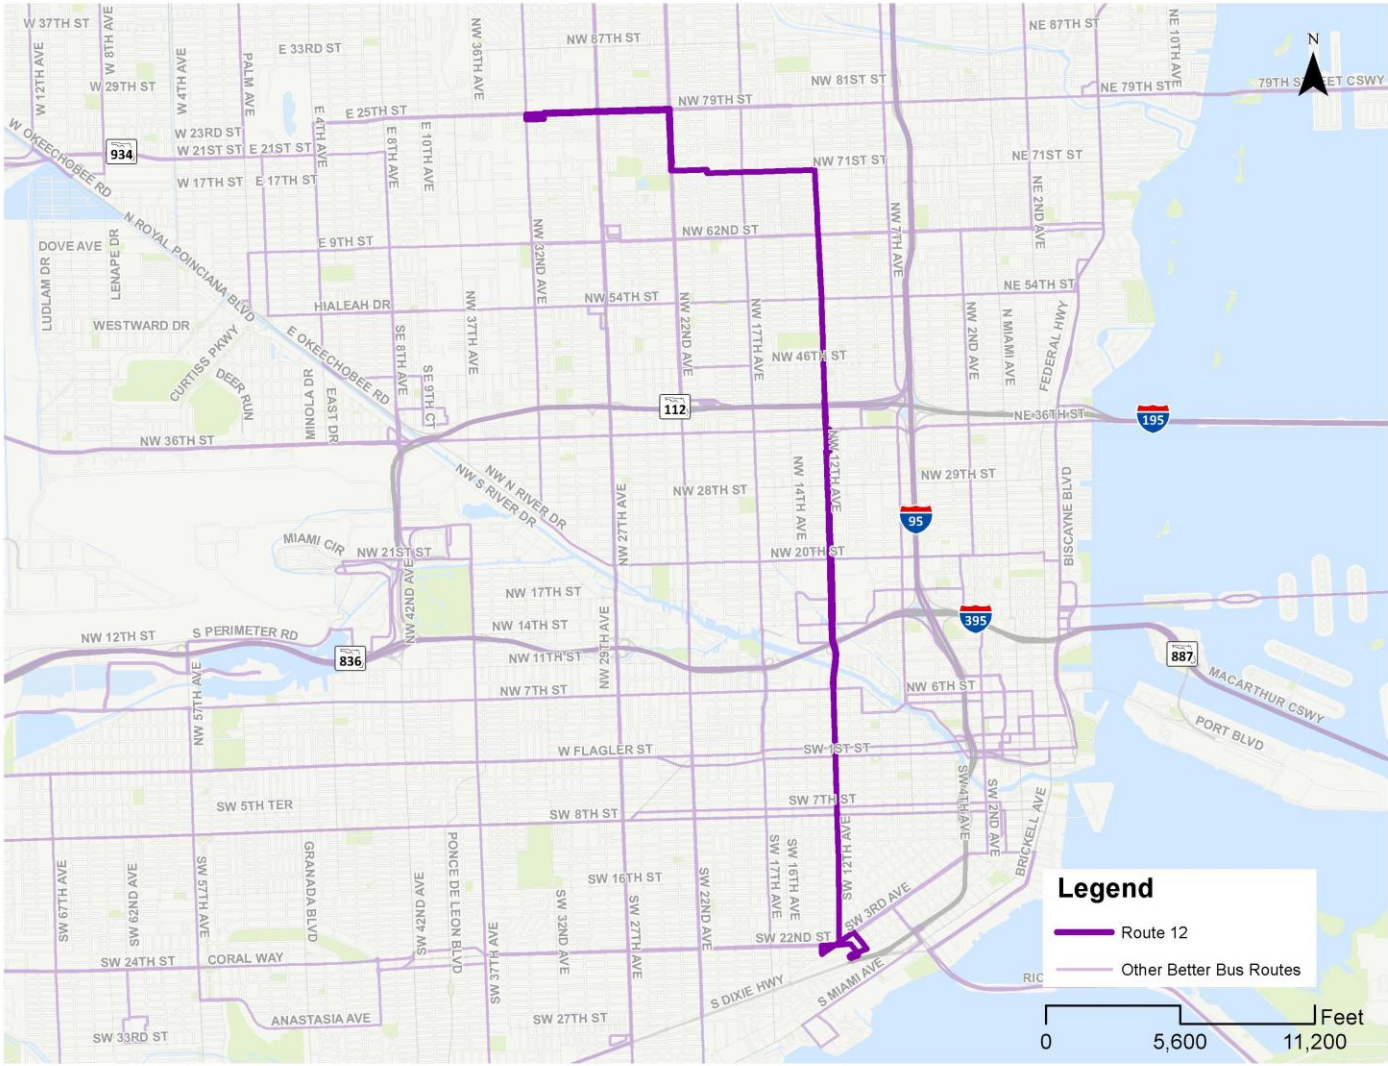 W 37TH ST
W 12TH AVE
W 8TH AVE
W 4TH AVE
PALM AVE
E 33RD ST
NW 36TH AVE
NW 87TH ST
NE 87TH ST
NE 10TH AVE
N
W 29TH ST
NW 81ST ST
NE 79TH ST
79TH STREET CSWY
E 25TH ST
NW 79TH ST
E 4TH AVE
E 8TH AVE
E 10TH AVE
W OKEECHOBEE RD
934
W 23RD ST
W 21ST ST
E 21ST ST
NW 71ST ST
NE 71ST ST
W 17TH ST
E 17TH ST
NE 2ND AVE
N ROYAL POINCIANA BLVD
DOVE AVE
LENAPE DR
LUDLAM DR
E 9TH ST
NW 32ND AVE
NW 62ND ST
NW 7TH AVE
HIALEAH DR
NW 54TH ST
NE 54TH ST
WESTWARD DR
CURTISS PKWY
DEER RUN
E OKEECHOBEE RD
SE 8TH AVE
NW 37TH AVE
NW 22ND AVE
NW 17TH AVE
NW 2ND AVE
N MIAMI AVE
FEDERAL HWY
NW 46TH ST
MINIOLA DR
EAST DR
SE 9TH CT
112
NE 36TH ST
195
NW 36TH ST
NW N RIVER DR
NW S RIVER DR
NW 27TH AVE
NW 28TH ST
NW 14TH AVE
NW 12TH AVE
NW 29TH ST
BISCAYNE BLVD
95
MIAMI CIR
NW 21ST ST
NW 20TH ST
NW 42ND AVE
NW 17TH ST
NW 12TH ST
S PERIMETER RD
NW 14TH ST
395
836
NW 11TH ST
NW 29TH AVE
887
NW 57TH AVE
NW 7TH ST
NW 6TH ST
MACARTHUR CSWY
PORT BLVD
W FLAGLER ST
SW 1ST ST
SW 5TH TER
SW 8TH ST
SW 7TH ST
SW 4TH AVE
SW 2ND AVE
BRICKELL AVE
SW 67TH AVE
SW 62ND AVE
SW 57TH AVE
GRANADA BLVD
SW 42ND AVE
PONCE DE LEON BLVD
SW 37TH AVE
SW 32ND AVE
SW 16TH ST
SW 27TH AVE
SW 22ND AVE
SW 17TH AVE
SW 16TH AVE
SW 12TH AVE
SW 3RD AVE
SW 22ND ST
SW 24TH ST
CORAL WAY
S DIXIE HWY
S MIAMI AVE
RIC
ANASTASIA AVE
SW 27TH ST
SW 33RD ST
Legend
Route 12
Other Better Bus Routes
Feet
0
5,600
11,200